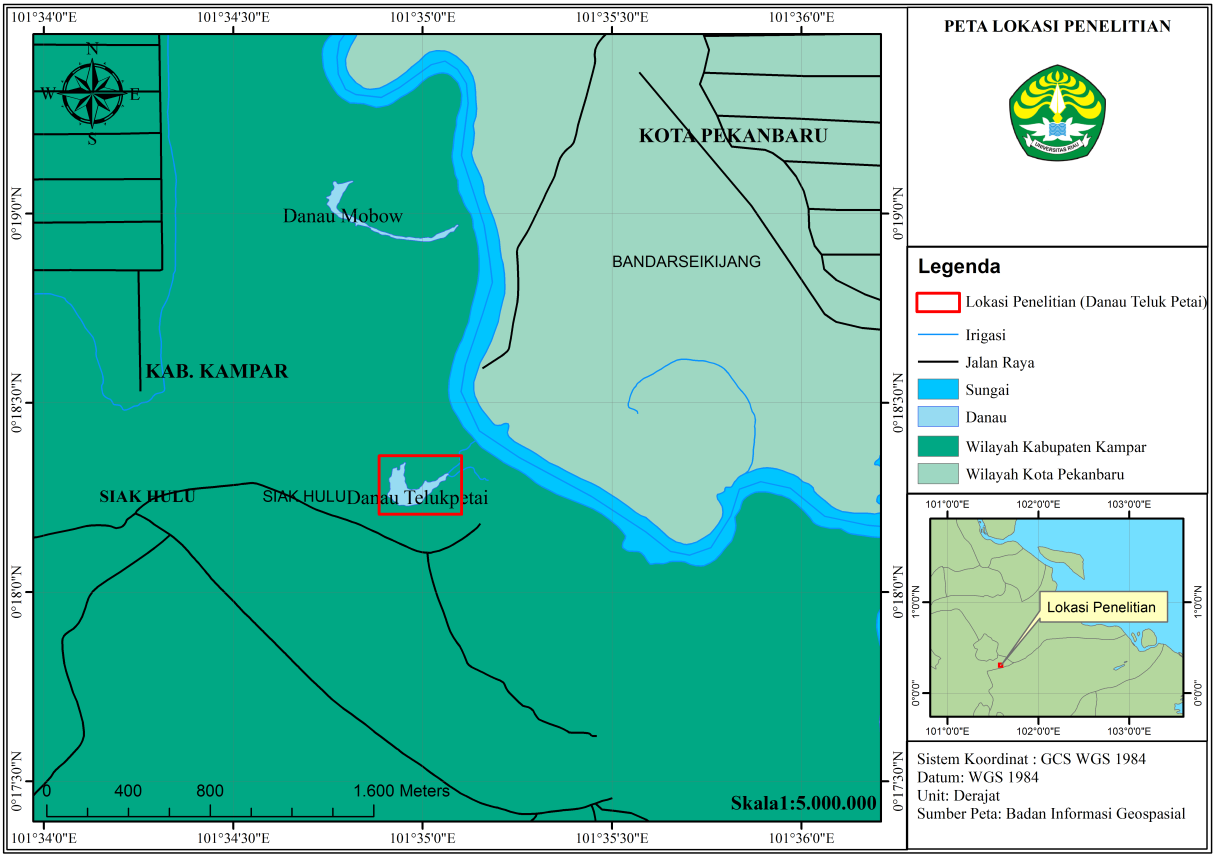 101°34'0"E 101°34'30"E 101°35'0"E 101°35'30"E 101°36'0"E
PETA LOKASI PENELITIAN
UNIVERSITAS RIAU
N
W E
S
KOTA PEKANBARU
0°19'0"N 0°19'0"N
Danau Mobow
BANDARSEIKIJANG
Legenda
Lokasi Penelitian (Danau Teluk Petai)
Irigasi
Jalan Raya
Sungai
Danau
Wilayah Kabupaten Kampar
Wilayah Kota Pekanbaru
KAB. KAMPAR
0°18'30"N 0°18'30"N
SIAK HULU SIAK HULU Danau Telukpetai
0°18'0"N 0°18'0"N
101°0'0"E 102°0'0"E 103°0'0"E
1°0'0"N 1°0'0"N
Lokasi Penelitian
0°0'0" 0°0'0"
101°0'0"E 102°0'0"E 103°0'0"E
0°17'30"N 0°17'30"N
0 400 800 1.600 Meters
Skala1:5.000.000
101°34'0"E 101°34'30"E 101°35'0"E 101°35'30"E 101°36'0"E
Sistem Koordinat : GCS WGS 1984
Datum: WGS 1984
Unit: Derajat
Sumber Peta: Badan Informasi Geospasial